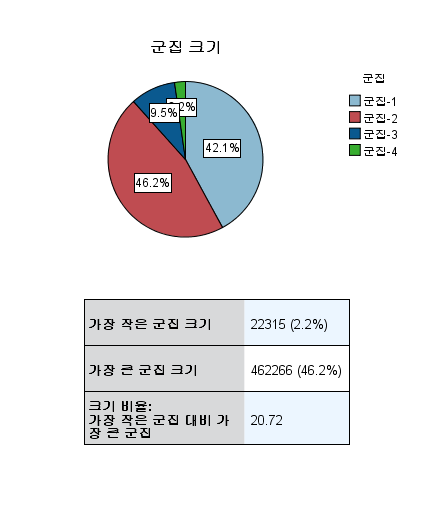 군집 크기
군집
군집-1
군집-2
군집-3
군집-4
9.5%
42.1%
46.2%
가장 작은 군집 크기
22315 (2.2%)
가장 큰 군집 크기
462266 (46.2%)
크기 비율:
가장 작은 군집 대비 가
장 큰 군집
20.72